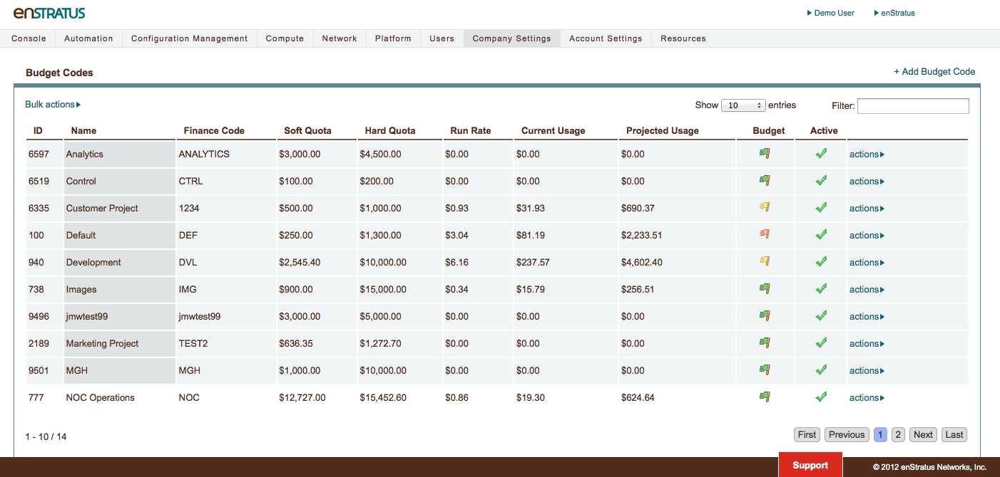 enSTRATUS
Demo User enStratus
Console Automation Configuration Management Compute Network Platform Users Company Settings Account Settings Resources
Budget Codes + Add Budget Code
Bulk actions Show 10 entries Filter:
ID Name Finance Code Soft Quota Hard Quota Run Rate Current Usage Projected Usage Budget Active
6597 Analytics ANALYTICS $3,000.00 $4,500.00 $0.00 $0.00 $0.00 actions
6519 Control CTRL $100.00 $200.00 $0.00 $0.00 $0.00 actions
6335 Customer Project 1234 $500.00 $1,000.00 $0.93 $31.93 $690.37 actions
100 Default DEF $250.00 $1,300.00 $3.04 $81.19 $2,233.51 actions
940 Development DVL $2,545.40 $10,000.00 $6.16 $237.57 $4,602.40 actions
738 Images IMG $900.00 $15,000.00 $0.34 $15.79 $256.51 actions
9496 jmwtest99 jmwtest99 $3,000.00 $5,000.00 $0.00 $0.00 $0.00 actions
2189 Marketing Project TEST2 $636.35 $1,272.70 $0.00 $0.00 $0.00 actions
9501 MGH MGH $1,000.00 $10,000.00 $0.00 $0.00 $0.00 actions
777 NOC Operations NOC $12,727.00 $15,452.60 $0.86 $19.30 $624.64 actions
1 - 10 / 14 First Previous 1 2 Next Last
Support © 2012 enStratus Networks, Inc.